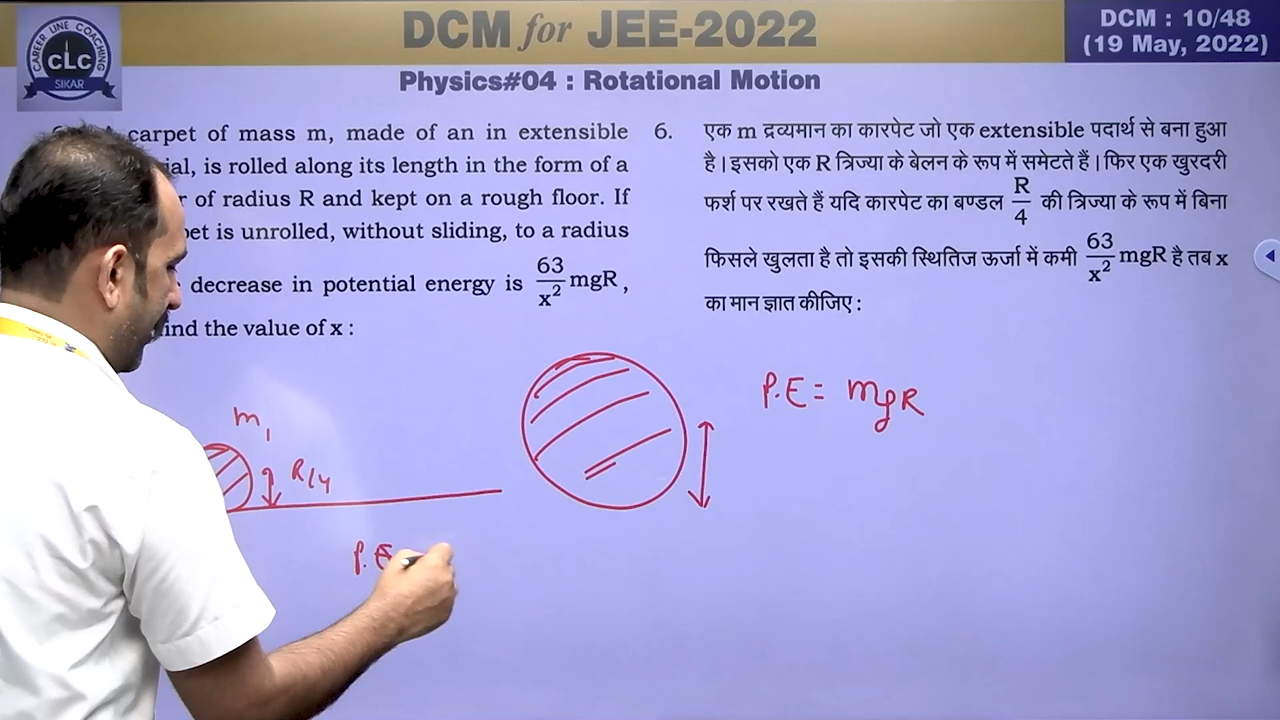 CAREER LINE COACHING
CLC
SIKAR
DCM for JEE-2022
DCM : 10/48
(19 May, 2022)
Physics#04 : Rotational Motion
carpet of mass m, made of an in extensible
ial, is rolled along its length in the form of a
r of radius R and kept on a rough floor. If
pet is unrolled, without sliding, to a radius
decrease in potential energy is 63/x² mgR,
ind the value of x :
6. एक m द्रव्यमान का कारपेट जो एक extensible पदार्थ से बना हुआ
है। इसको एक R त्रिज्या के बेलन के रूप में समेटते हैं। फिर एक खुरदरी
फर्श पर रखते हैं यदि कारपेट का बण्डल R/4 की त्रिज्या के रूप में बिना
फिसले खुलता है तो इसकी स्थितिज ऊर्जा में कमी 63/x² mgR है तब x
का मान ज्ञात कीजिए :
P.E = mgR
m₁
R/4
P.E